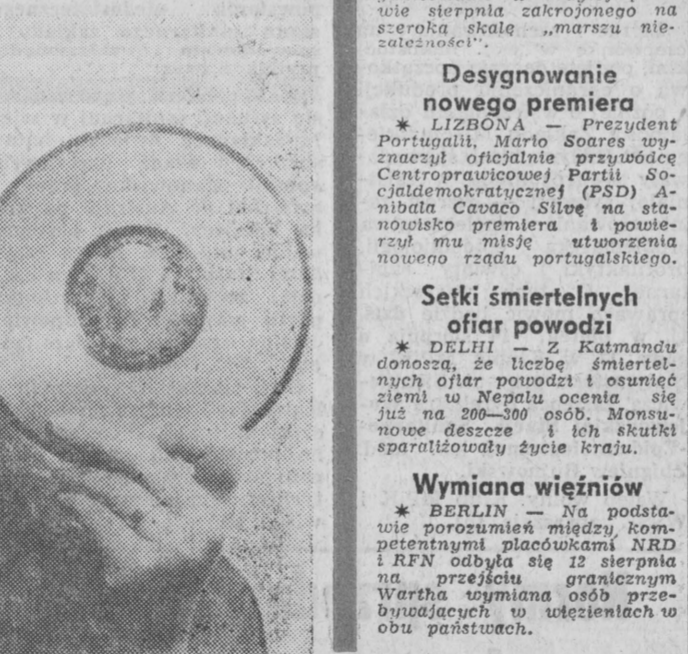 wie sierpnia zakrojonego na
szeroką skalę „marszu nie-
zależności".
Desygnowanie
nowego premiera
✶ LIZBONA — Prezydent
Portugalii, Mario Soares wy-
znaczył oficjalnie przywódcę
Centroprawicowej Partii So-
cjaldemokratycznej (PSD) A-
nibala Cavaco Silvę na sta-
nowisko premiera i powie-
rzył mu misję utworzenia
nowego rządu portugalskiego.
Setki śmiertelnych
ofiar powodzi
✶ DELHI — Z Katmandu
donoszą, że liczbę śmiertel-
nych ofiar powodzi i osunięć
ziemi w Nepalu ocenia się
już na 200—300 osób. Monsu-
nowe deszcze i ich skutki
sparaliżowały życie kraju.
Wymiana więźniów
✶ BERLIN — Na podsta-
wie porozumień między kom-
petentnymi placówkami NRD
i RFN odbyła się 12 sierpnia
na przejściu granicznym
Wartha wymiana osób prze-
bywających w więzieniach w
obu państwach.